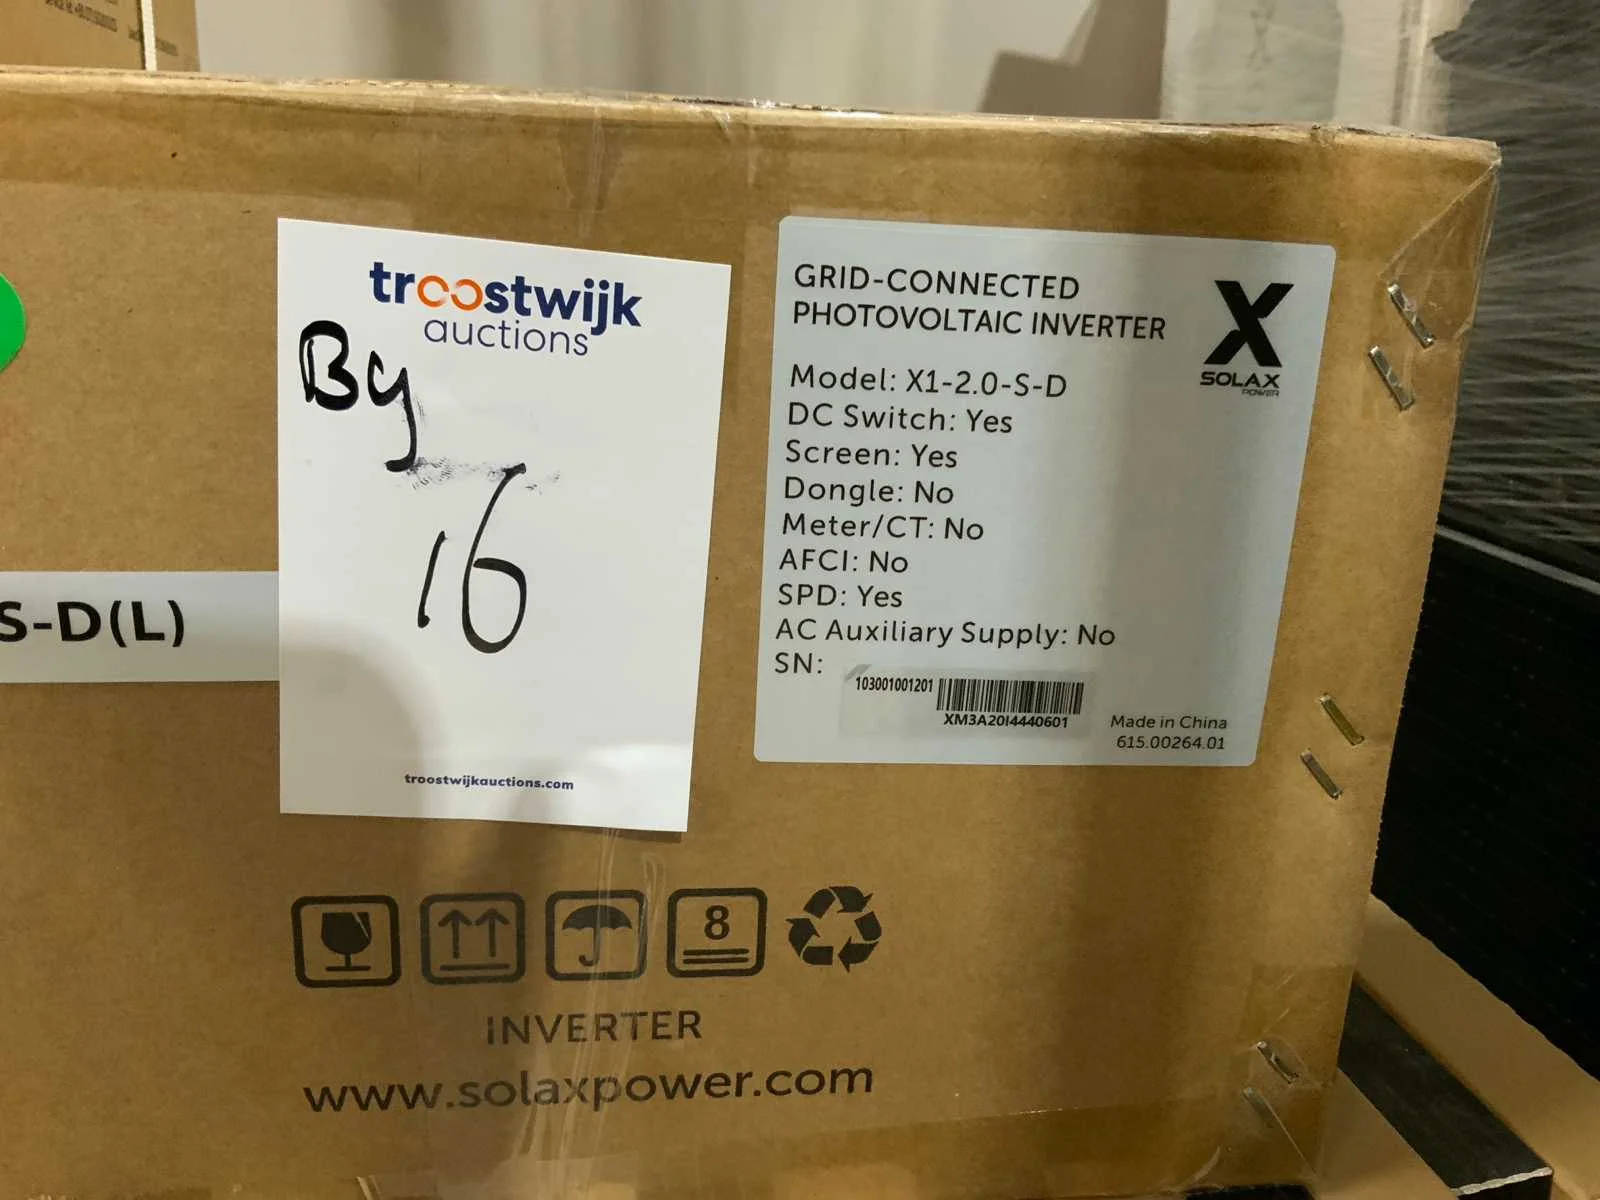 troostwijk
auctions
By
16
troostwijkauctions.com
S-D(L)
GRID-CONNECTED
PHOTOVOLTAIC INVERTER
X
SOLAX
POWER
Model: X1-2.0-S-D
DC Switch: Yes
Screen: Yes
Dongle: No
Meter/CT: No
AFCI: No
SPD: Yes
AC Auxiliary Supply: No
SN:
103001001201
XM3A20I4440601
Made in China
615.00264.01
8
INVERTER
www.solaxpower.com